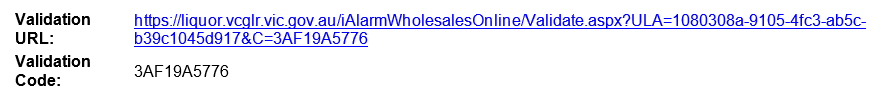 Validation URL: https://liquor.vcglr.vic.gov.au/iAlarmWholesalesOnline/Validate.aspx?ULA=1080308a-9105-4fc3-ab5c-
b39c1045d917&C=3AF19A5776
Validation Code: 3AF19A5776